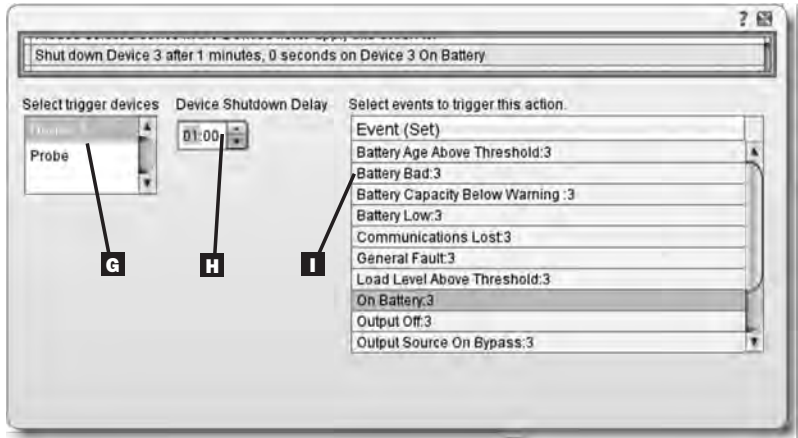 ?
Shut down Device 3 after 1 minutes, 0 seconds on Device 3 On Battery
Select trigger devices
Device Shutdown Delay
Select events to trigger this action.
Probe
01:00
Event (Set)
Battery Age Above Threshold:3
Battery Bad:3
Battery Capacity Below Warning :3
Battery Low:3
Communications Lost:3
General Fault:3
Load Level Above Threshold:3
On Battery:3
Output Off:3
Output Source On Bypass:3
G
H
I